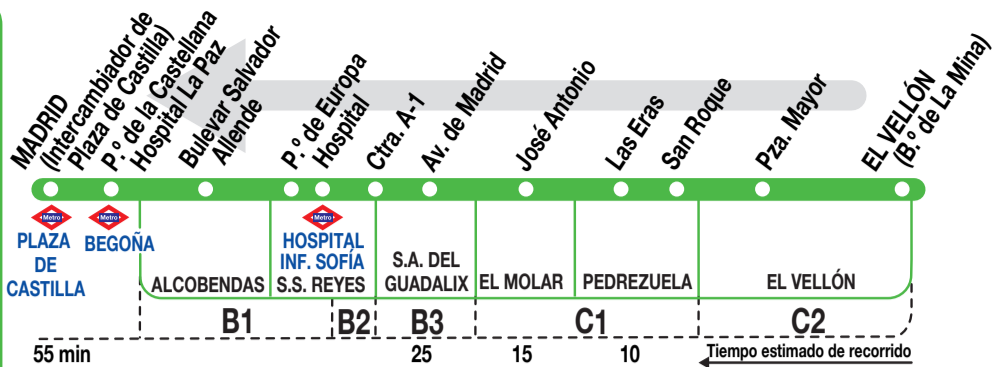 MADRID
(Intercambiador de
Plaza de Castilla)
P.º de la Castellana
Hospital La Paz
Bulevar Salvador
Allende
P.º de Europa
Hospital
Ctra. A-1
Av. de Madrid
José Antonio
Las Eras
San Roque
Pza. Mayor
EL VELLÓN
(B.º de La Mina)
Metro
Metro
Metro
PLAZA
DE
CASTILLA
BEGOÑA
HOSPITAL
INF. SOFÍA
ALCOBENDAS
S.S. REYES
S.A. DEL
GUADALIX
EL MOLAR
PEDREZUELA
EL VELLÓN
B1
B2
B3
C1
C2
55 min
25
15
10
Tiempo estimado de recorrido